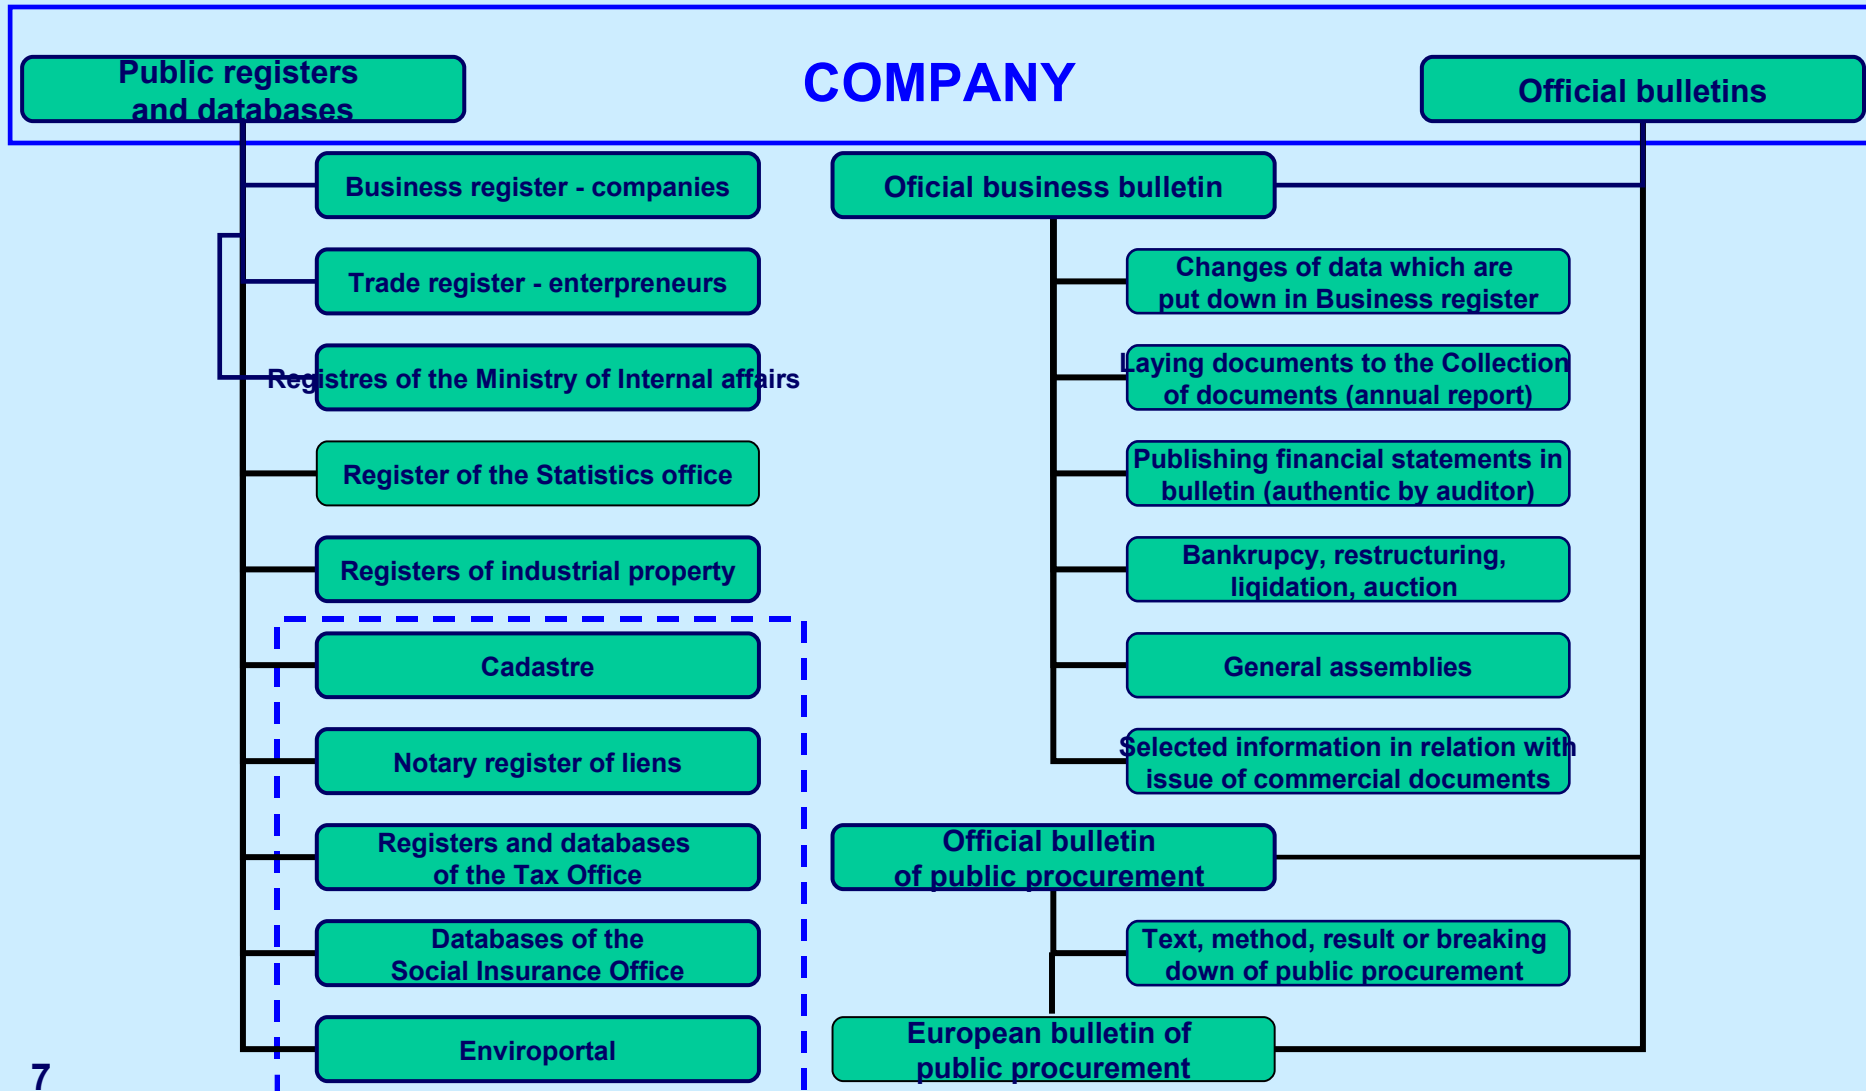 Public registers
and databases
COMPANY
Official bulletins
Business register - companies
Trade register - enterpreneurs
Registres of the Ministry of Internal affairs
Register of the Statistics office
Registers of industrial property
Cadastre
Notary register of liens
Registers and databases
of the Tax Office
Databases of the
Social Insurance Office
Enviroportal
Oficial business bulletin
Changes of data which are
put down in Business register
Laying documents to the Collection
of documents (annual report)
Publishing financial statements in
bulletin (authentic by auditor)
Bankrupcy, restructuring,
liqidation, auction
General assemblies
Selected information in relation with
issue of commercial documents
Official bulletin
of public procurement
Text, method, result or breaking
down of public procurement
European bulletin of
public procurement
7